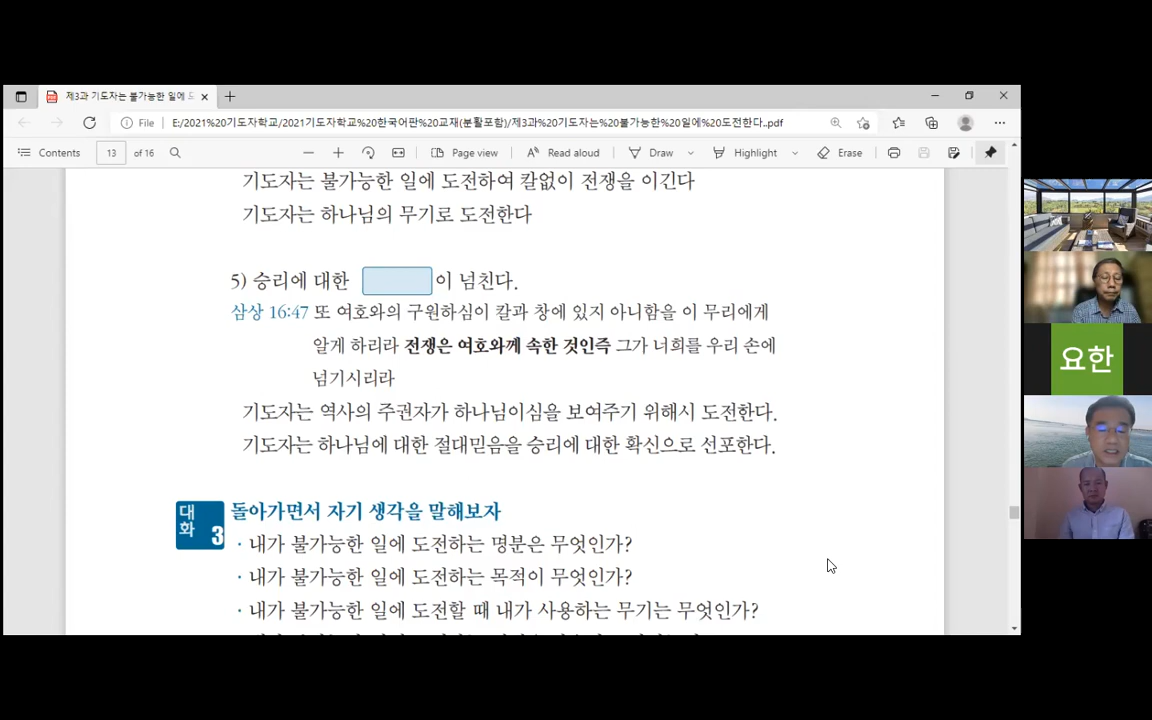 제3과 기도자는 불가능한 일에 도
File
E:/2021%20기도자학교/2021기도자학교%20한국어판%20교재(분활포함)/제3과%20기도자는%20불가능한%20일에%20도전한다..pdf
Contents 13 of 16 Page view Read aloud Draw Highlight Erase
기도자는 불가능한 일에 도전하여 칼없이 전쟁을 이긴다
기도자는 하나님의 무기로 도전한다
5) 승리에 대한 이 넘친다.
삼상 16:47 또 여호와의 구원하심이 칼과 창에 있지 아니함을 이 무리에게
알게 하리라 전쟁은 여호와께 속한 것인즉 그가 너희를 우리 손에
넘기시리라
기도자는 역사의 주권자가 하나님이심을 보여주기 위해서 도전한다.
기도자는 하나님에 대한 절대믿음을 승리에 대한 확신으로 선포한다.
대화 3 돌아가면서 자기 생각을 말해보자
· 내가 불가능한 일에 도전하는 명분은 무엇인가?
· 내가 불가능한 일에 도전하는 목적이 무엇인가?
· 내가 불가능한 일에 도전할 때 내가 사용하는 무기는 무엇인가?
요한